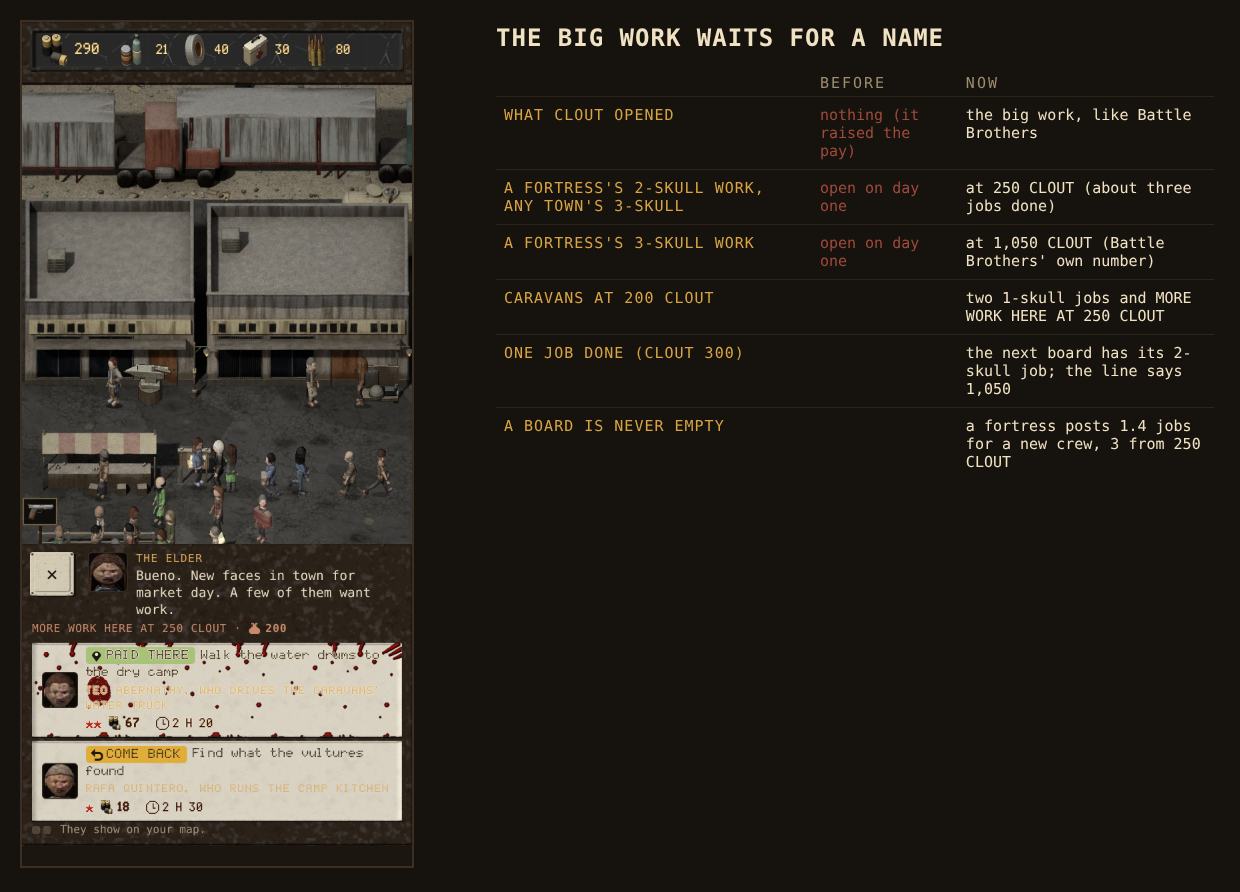 290 21 40 30 80
THE ELDER
Bueno. New faces in town for
market day. A few of them want
work.
MORE WORK HERE AT 250 CLOUT · 200
PAID THERE Walk the water drums to
the dry camp
TEO ABERNATHY, WHO DRIVES THE CARAVANS'
WATER TRUCK
67 2 H 20
COME BACK Find what the vultures
found
RAFA QUINTERO, WHO RUNS THE CAMP KITCHEN
18 2 H 30
They show on your map.
THE BIG WORK WAITS FOR A NAME
BEFORE NOW
WHAT CLOUT OPENED
nothing (it
raised the
pay)
the big work, like Battle
Brothers
A FORTRESS'S 2-SKULL WORK,
ANY TOWN'S 3-SKULL
open on day
one
at 250 CLOUT (about three
jobs done)
A FORTRESS'S 3-SKULL WORK
open on day
one
at 1,050 CLOUT (Battle
Brothers' own number)
CARAVANS AT 200 CLOUT
two 1-skull jobs and MORE
WORK HERE AT 250 CLOUT
ONE JOB DONE (CLOUT 300)
the next board has its 2-
skull job; the line says
1,050
A BOARD IS NEVER EMPTY
a fortress posts 1.4 jobs
for a new crew, 3 from 250
CLOUT